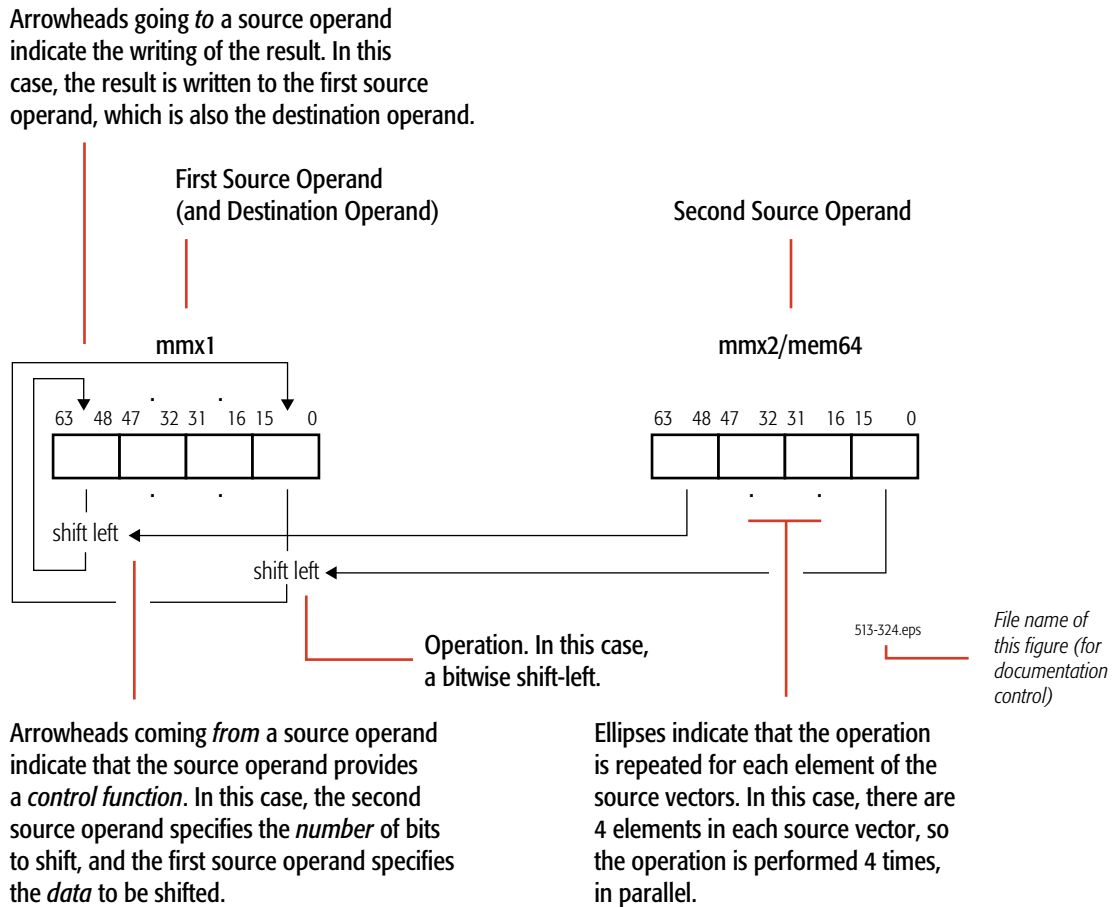 Arrowheads going to a source operand
indicate the writing of the result. In this
case, the result is written to the first source
operand, which is also the destination operand.
First Source Operand
(and Destination Operand)
Second Source Operand
mmx1
mmx2/mem64
. .
63 48 47 32 31 16 15 0
63 48 47 32 31 16 15 0
. .
. .
shift left
shift left
Operation. In this case,
a bitwise shift-left.
513-324.eps
File name of
this figure (for
documentation
control)
Arrowheads coming from a source operand
indicate that the source operand provides
a control function. In this case, the second
source operand specifies the number of bits
to shift, and the first source operand specifies
the data to be shifted.
Ellipses indicate that the operation
is repeated for each element of the
source vectors. In this case, there are
4 elements in each source vector, so
the operation is performed 4 times,
in parallel.